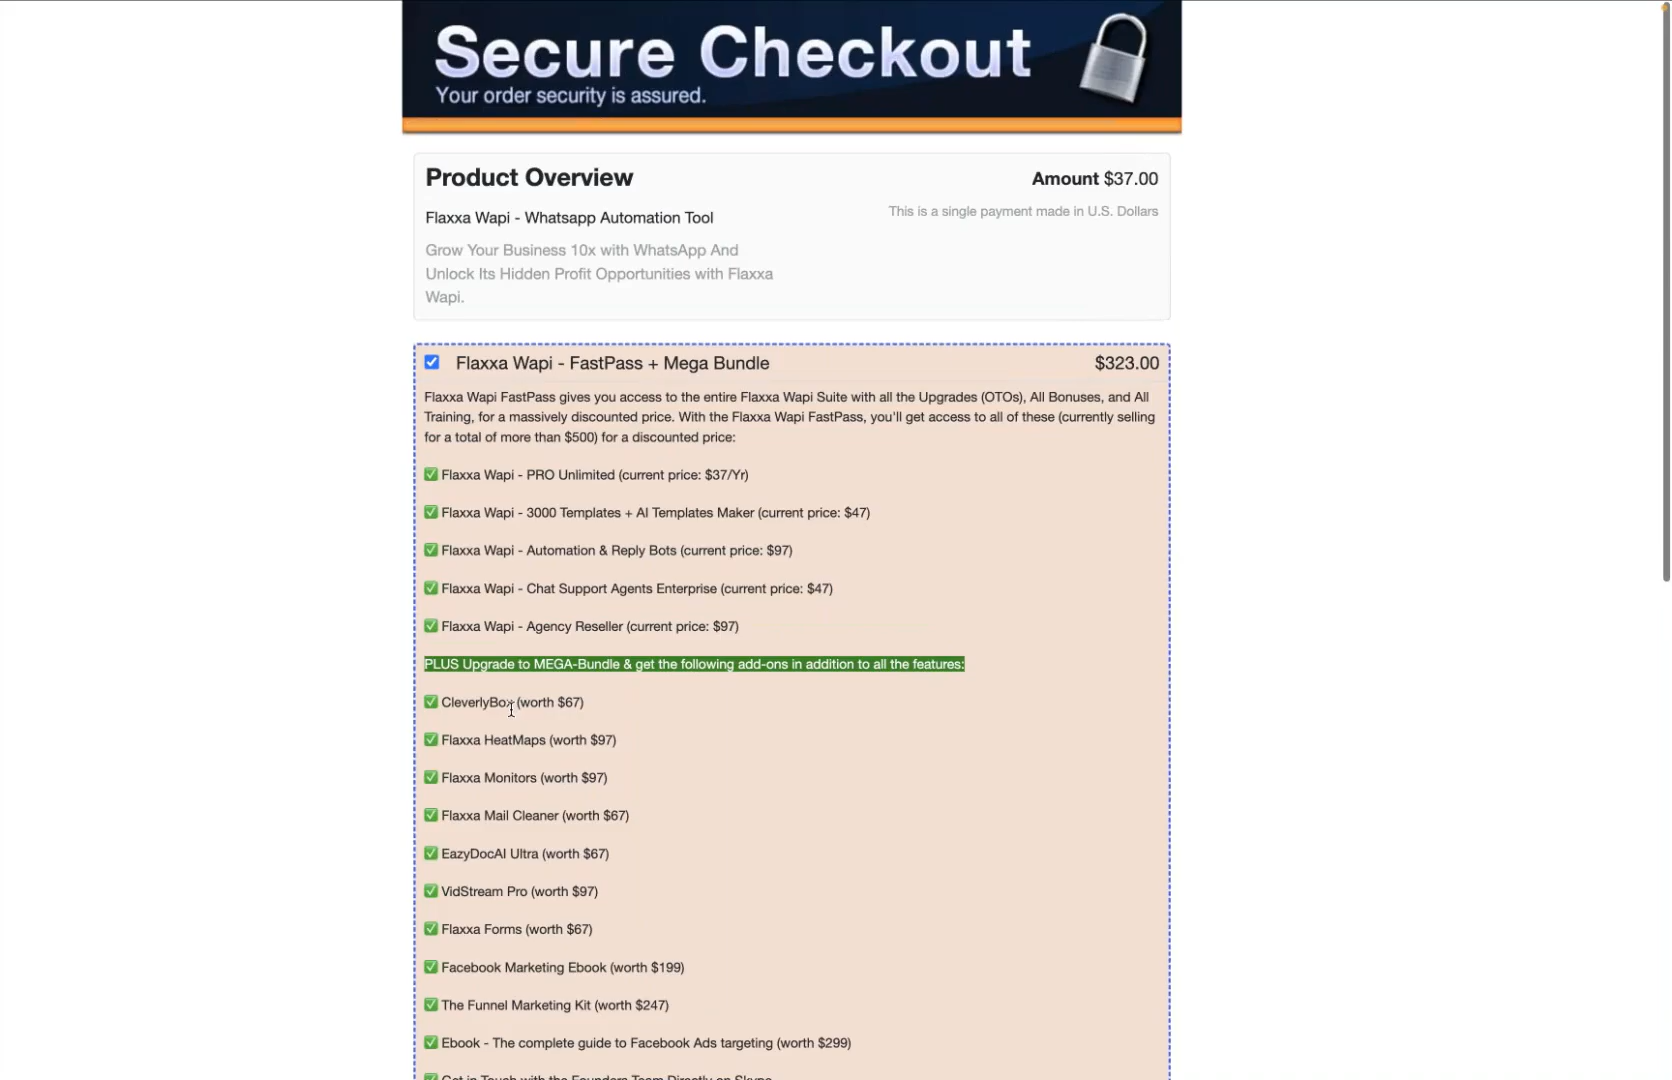 Secure Checkout
Your order security is assured.
Product Overview
Amount $37.00
Flaxxa Wapi - Whatsapp Automation Tool
This is a single payment made in U.S. Dollars
Grow Your Business 10x with WhatsApp And
Unlock Its Hidden Profit Opportunities with Flaxxa
Wapi.
Flaxxa Wapi - FastPass + Mega Bundle
$323.00
Flaxxa Wapi FastPass gives you access to the entire Flaxxa Wapi Suite with all the Upgrades (OTOs), All Bonuses, and All
Training, for a massively discounted price. With the Flaxxa Wapi FastPass, you'll get access to all of these (currently selling
for a total of more than $500) for a discounted price:
✅ Flaxxa Wapi - PRO Unlimited (current price: $37/Yr)
✅ Flaxxa Wapi - 3000 Templates + AI Templates Maker (current price: $47)
✅ Flaxxa Wapi - Automation & Reply Bots (current price: $97)
✅ Flaxxa Wapi - Chat Support Agents Enterprise (current price: $47)
✅ Flaxxa Wapi - Agency Reseller (current price: $97)
PLUS Upgrade to MEGA-Bundle & get the following add-ons in addition to all the features:
✅ CleverlyBox (worth $67)
✅ Flaxxa HeatMaps (worth $97)
✅ Flaxxa Monitors (worth $97)
✅ Flaxxa Mail Cleaner (worth $67)
✅ EazyDocAI Ultra (worth $67)
✅ VidStream Pro (worth $97)
✅ Flaxxa Forms (worth $67)
✅ Facebook Marketing Ebook (worth $199)
✅ The Funnel Marketing Kit (worth $247)
✅ Ebook - The complete guide to Facebook Ads targeting (worth $299)
✅ Get in Touch with the Founders Team Directly on Skype